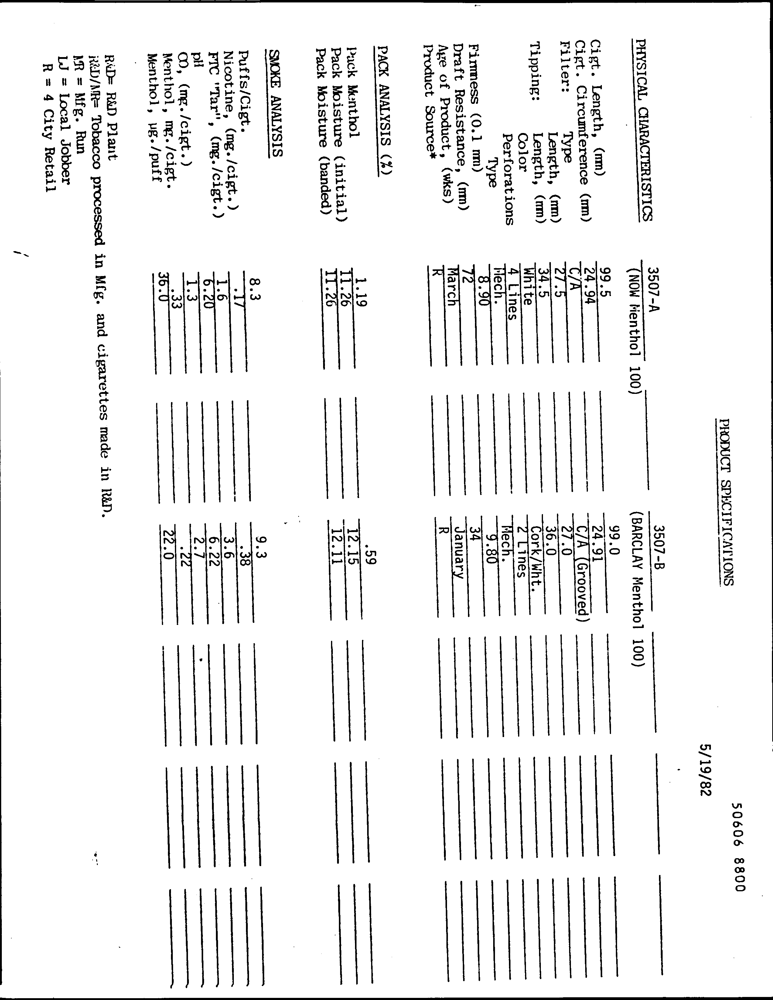 50606 8800
PRODUCT SPECIFICATIONS
5/19/82
3507-A 3507-B
PHYSICAL CHARACTERISTICS (NOW Menthol 100) (BARCLAY Menthol 100)
Cigt. Length, (mm) 99.5 99.0
Cigt. Circumference (mm) 24.94 24.91
Filter: Type C/A C/A (Grooved)
Length, (mm) 27.5 27.0
Tipping: Length, (mm) 34.5 36.0
Color White Cork/Wht.
Perforations 4 Lines 2 Lines
Type Mech. Mech.
Firmness (0.1 mm) 8.90 9.80
Draft Resistance, (mm) 72 34
Age of Product, (wks) March January
Product Source* R R
PACK ANALYSIS (%)
Pack Menthol 1.19 .59
Pack Moisture (initial) 11.26 12.15
Pack Moisture (banded) 11.26 12.11
SMOKE ANALYSIS
Puffs/Cigt. 8.3 9.3
Nicotine, (mg./cigt.) .17 .38
FTC "Tar", (mg./cigt.) 1.6 3.6
pH 6.20 6.22
CO, (mg./cigt.) 1.3 2.7
Menthol, mg./cigt. .33 .22
Menthol, µg./puff 36.0 22.0
R&D= R&D Plant
R&D/MR= Tobacco processed in Mfg. and cigarettes made in R&D.
MR = Mfg. Run
LJ = Local Jobber
R = 4 City Retail